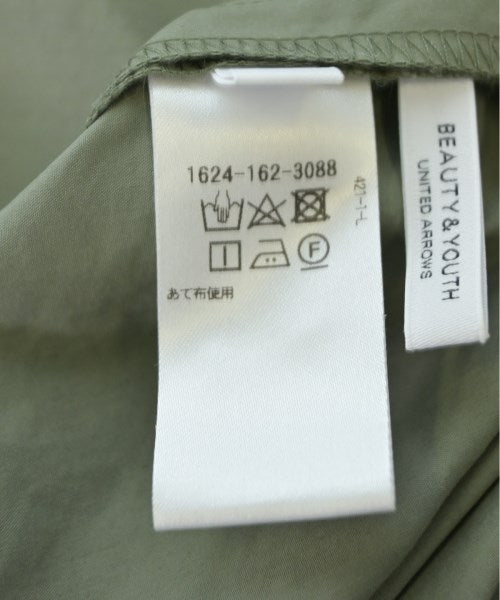 1624-162-3088
421-1-L
F
あて布使用
BEAUTY & YOUTH
UNITED ARROWS